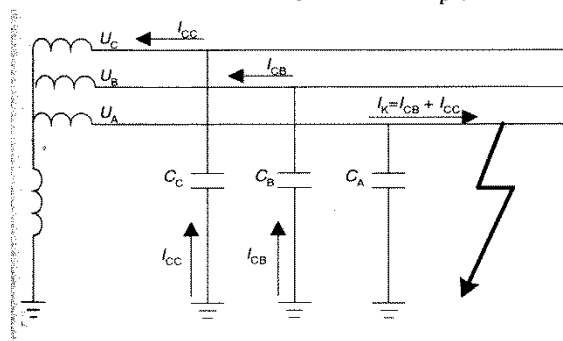 U_C I_CC
U_B I_CB
U_A I_K=I_CB + I_CC
C_C C_B C_A
I_CC I_CB